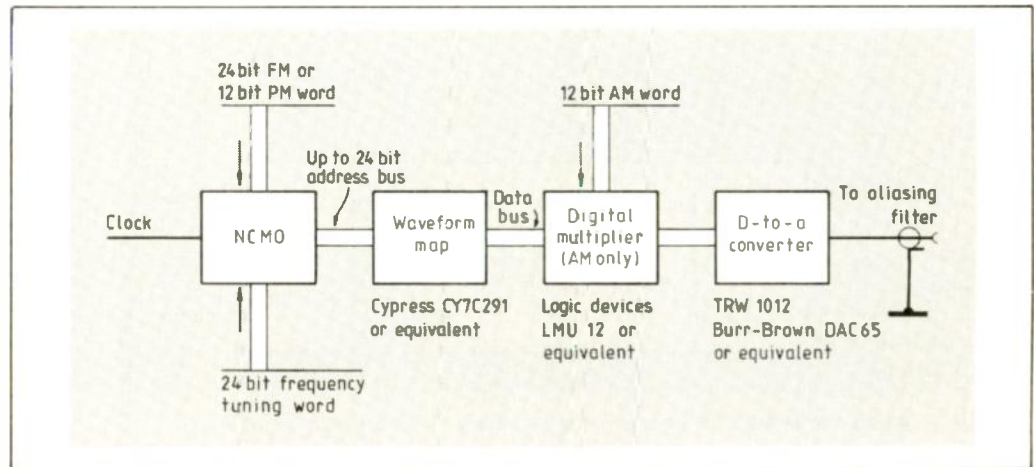 24bit FM or
12 bit PM word
12 bit AM word
Up to 24 bit
address bus
Clock
NCMO
Waveform
map
Data
bus
Digital
multiplier
(AM only)
D-to-a
converter
To aliasing
filter
Cypress CY7C291
or equivalent
Logic devices
LMU 12 or
equivalent
TRW 1012
Burr-Brown DAC65
or equivalent
24 bit frequency
tuning word